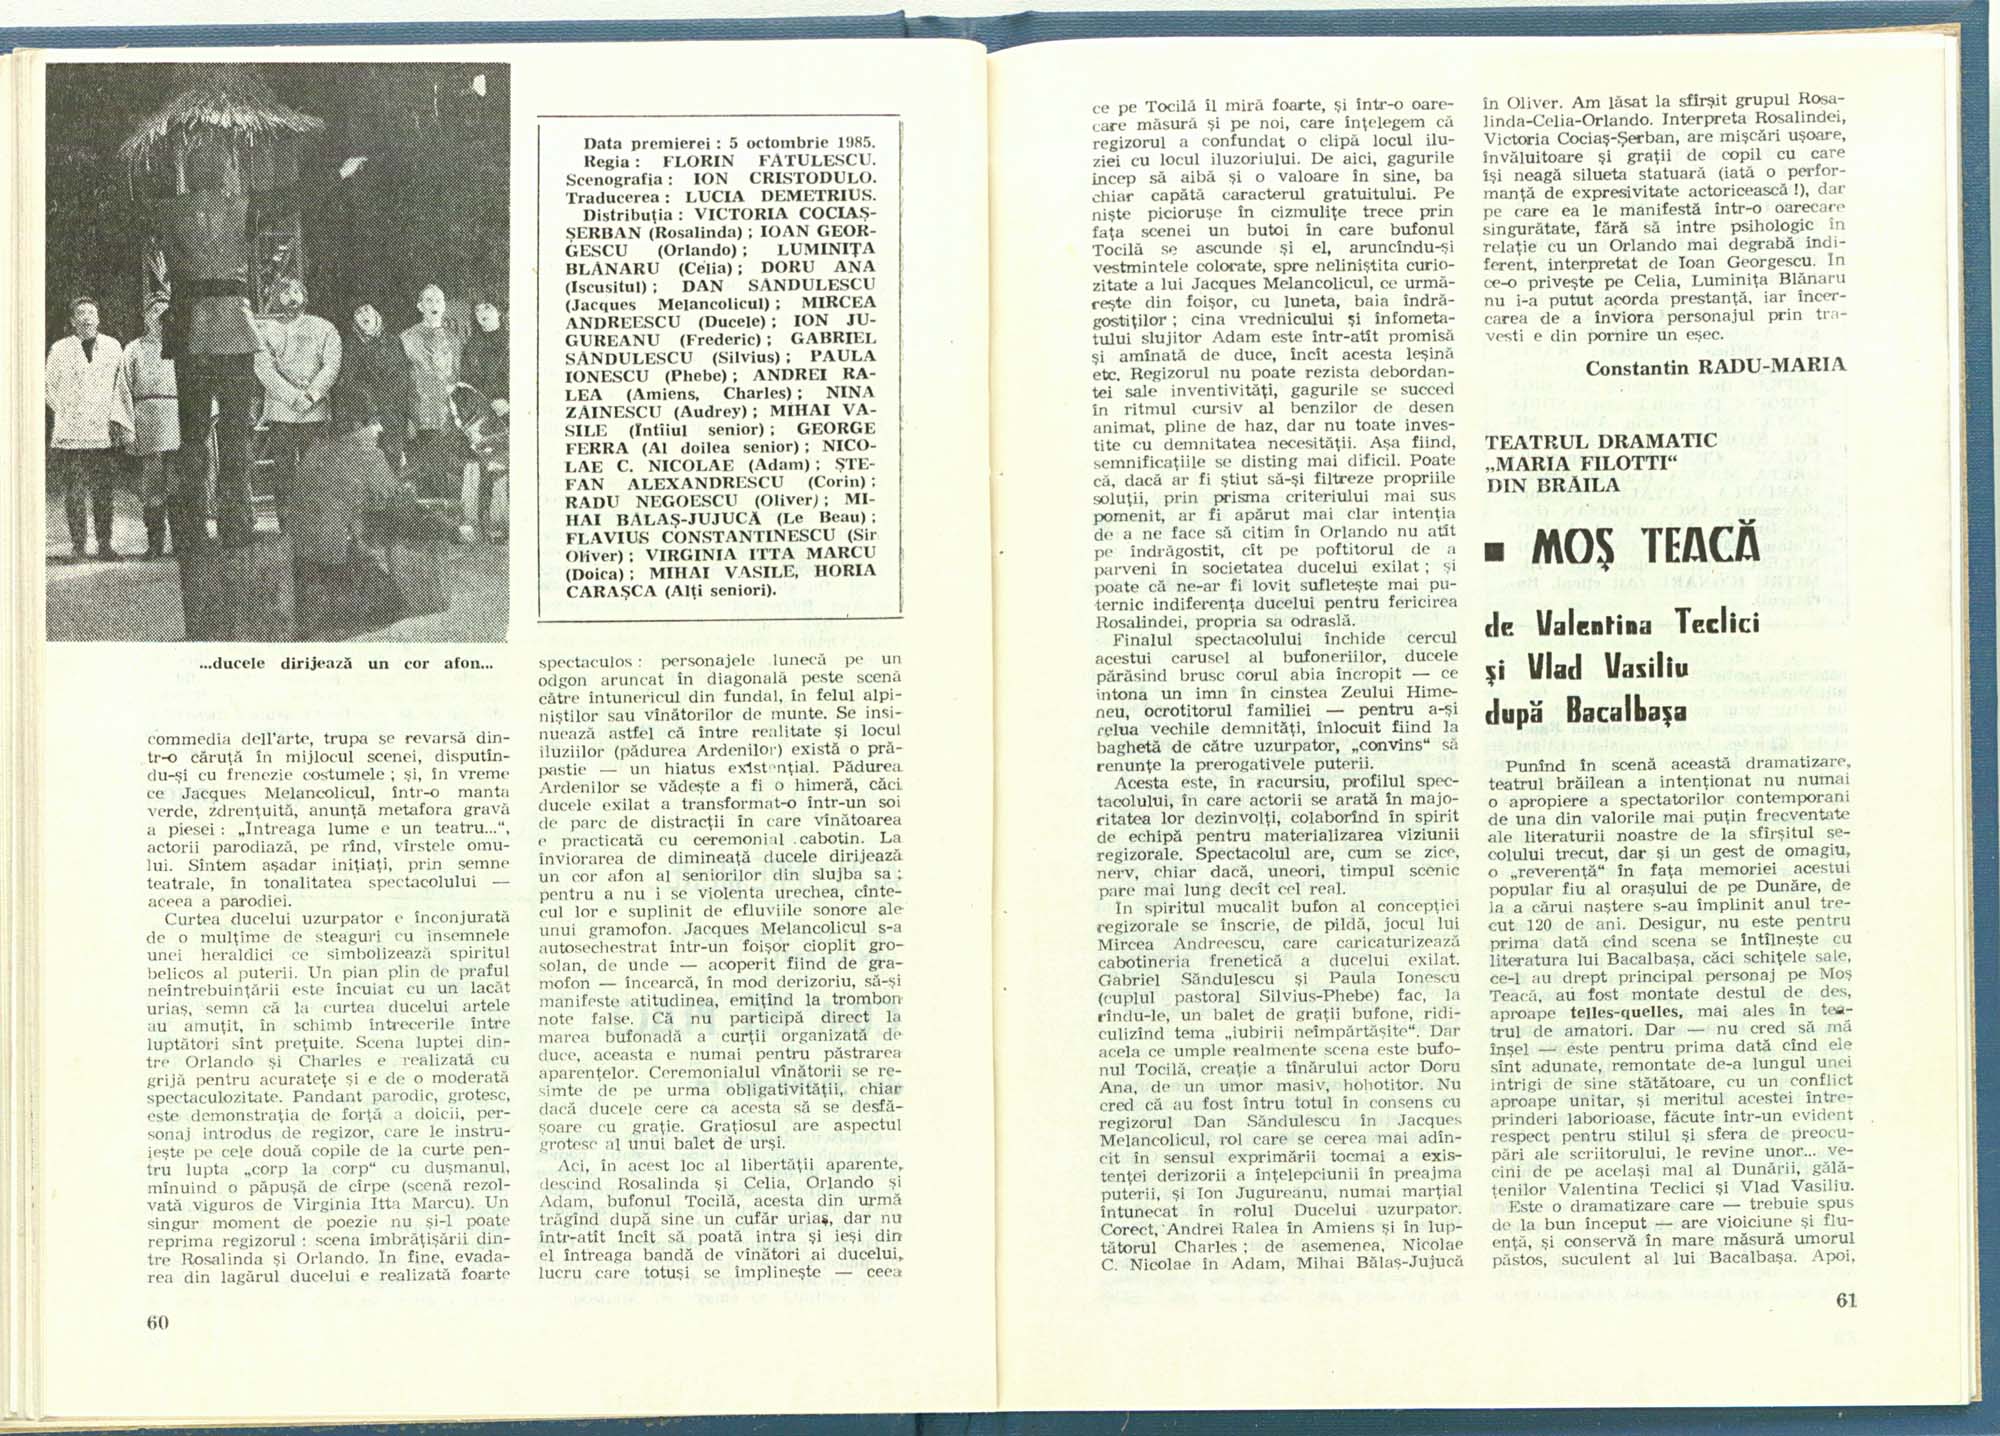 ...ducele dirijează un cor afon...
commedia dell'arte, trupa se revarsă din-
tr-o căruță în mijlocul scenei, disputîn-
du-și cu frenezie costumele ; și, în vreme
ce Jacques Melancolicul, într-o manta
verde, zdrențuită, anunță metafora gravă
a piesei : „Intreaga lume e un teatru...“,
actorii parodiază, pe rînd, vîrstele omu-
lui. Sîntem așadar inițiați, prin semne
teatrale, în tonalitatea spectacolului —
aceea a parodiei.
Curtea ducelui uzurpator e înconjurată
de o mulțime de steaguri cu însemnele
unei heraldici ce simbolizează spiritul
belicos al puterii. Un pian plin de praful
neîntrebuințării este încuiat cu un lacăt
uriaș, semn că la curtea ducelui artele
au amuțit, în schimb întrecerile între
luptători sînt prețuite. Scena luptei din-
tre Orlando și Charles e realizată cu
grijă pentru acuratețe și e de o moderată
spectaculozitate. Pandant parodic, grotesc,
este demonstrația de forță a doicii, per-
sonaj introdus de regizor, care le instru-
iește pe cele două copile de la curte pen-
tru lupta „corp la corp“ cu dușmanul,
mînuind o păpușă de cîrpe (scenă rezol-
vată viguros de Virginia Itta Marcu). Un
singur moment de poezie nu și-l poate
reprima regizorul : scena îmbrățișării din-
tre Rosalinda și Orlando. In fine, evada-
rea din lagărul ducelui e realizată foarte
60
Data premierei : 5 octombrie 1985.
Regia : FLORIN FĂTULESCU.
Scenografia : ION CRISTODULO.
Traducerea : LUCIA DEMETRIUS.
Distribuția : VICTORIA COCIAȘ-
ȘERBAN (Rosalinda) ; IOAN GEOR-
GESCU (Orlando) ; LUMINIȚA
BLĂNARU (Celia) ; DORU ANA
(Iscusitul) ; DAN SĂNDULESCU
(Jacques Melancolicul) ; MIRCEA
ANDREESCU (Ducele) ; ION JU-
GUREANU (Frederic) ; GABRIEL
SĂNDULESCU (Silvius) ; PAULA
IONESCU (Phebe) ; ANDREI RA-
LEA (Amiens, Charles) ; NINA
ZĂINESCU (Audrey) ; MIHAI VA-
SILE (Intîiul senior) ; GEORGE
FERRA (Al doilea senior) ; NICO-
LAE C. NICOLAE (Adam) ; ȘTE-
FAN ALEXANDRESCU (Corin) ;
RADU NEGOESCU (Oliver) ; MI-
HAI BĂLAȘ-JUJUCĂ (Le Beau) ;
FLAVIUS CONSTANTINESCU (Sir
Oliver) ; VIRGINIA ITTA MARCU
(Doica) ; MIHAI VASILE, HORIA
CARAȘCA (Alți seniori).
spectaculos : personajele lunecă pe un
odgon aruncat în diagonală peste scenă
către întunericul din fundal, în felul alpi-
niștilor sau vînătorilor de munte. Se insi-
nuează astfel că între realitate și locul
iluziilor (pădurea Ardenilor) există o pră-
pastie — un hiatus existențial. Pădurea
Ardenilor se vădește a fi o himeră, căci
ducele exilat a transformat-o într-un soi
de parc de distracții în care vînătoarea
e practicată cu ceremonial cabotin. La
înviorarea de dimineață ducele dirijează
un cor afon al seniorilor din slujba sa ;
pentru a nu i se violenta urechea, cînte-
cul lor e suplinit de efluviile sonore ale
unui gramofon. Jacques Melancolicul s-a
autosechestrat într-un foișor cioplit gro-
solan, de unde — acoperit fiind de gra-
mofon — încearcă, în mod derizoriu, să-și
manifeste atitudinea, emițînd la trombon
note false. Că nu participă direct la
marea bufonadă a curții organizată de
duce, aceasta e numai pentru păstrarea
aparențelor. Ceremonialul vînătorii se re-
simte de pe urma obligativității, chiar
dacă ducele cere ca acesta să se desfă-
șoare cu grație. Grațiosul are aspectul
grotesc al unui balet de urși.
Aci, în acest loc al libertății aparente,
descind Rosalinda și Celia, Orlando și
Adam, bufonul Tocilă, acesta din urmă
trăgînd după sine un cufăr uriaș, dar nu
într-atît încît să poată intra și ieși din
el întreaga bandă de vînători ai ducelui,
lucru care totuși se împlinește — ceea
ce pe Tocilă îl miră foarte, și într-o oare-
care măsură și pe noi, care înțelegem că
regizorul a confundat o clipă locul ilu-
ziei cu locul iluzoriului. De aici, gagurile
încep să aibă și o valoare în sine, ba
chiar capătă caracterul gratuitului. Pe
niște piciorușe în cizmulițe trece prin
fața scenei un butoi în care bufonul
Tocilă se ascunde și el, aruncîndu-și
vestmintele colorate, spre neliniștita curio-
zitate a lui Jacques Melancolicul, ce urmă-
rește din foișor, cu luneta, baia îndră-
gostiților ; cina vrednicului și înfometa-
tului slujitor Adam este într-atît promisă
și amînată de duce, încît acesta leșină
etc. Regizorul nu poate rezista debordan-
tei sale inventivități, gagurile se succed
în ritmul cursiv al benzilor de desen
animat, pline de haz, dar nu toate inves-
tite cu demnitatea necesității. Așa fiind,
semnificațiile se disting mai dificil. Poate
că, dacă ar fi știut să-și filtreze propriile
soluții, prin prisma criteriului mai sus
pomenit, ar fi apărut mai clar intenția
de a ne face să citim în Orlando nu atît
pe îndrăgostit, cît pe poftitorul de a
parveni în societatea ducelui exilat ; și
poate că ne-ar fi lovit sufletește mai pu-
ternic indiferența ducelui pentru fericirea
Rosalindei, propria sa odraslă.
Finalul spectacolului închide cercul
acestui carusel al bufoneriilor, ducele
părăsind brusc corul abia încropit — ce
intona un imn în cinstea Zeului Hime-
neu, ocrotitorul familiei — pentru a-și
relua vechile demnități, înlocuit fiind la
baghetă de către uzurpator, „convins“ să
renunțe la prerogativele puterii.
Acesta este, în racursiu, profilul spec-
tacolului, în care actorii se arată în majo-
ritatea lor dezinvolți, colaborînd în spirit
de echipă pentru materializarea viziunii
regizorale. Spectacolul are, cum se zice,
nerv, chiar dacă, uneori, timpul scenic
pare mai lung decît cel real.
In spiritul mucalit bufon al concepției
regizorale se înscrie, de pildă, jocul lui
Mircea Andreescu, care caricaturizează
cabotineria frenetică a ducelui exilat.
Gabriel Săndulescu și Paula Ionescu
(cuplul pastoral Silvius-Phebe) fac, la
rîndu-le, un balet de grații bufone, ridi-
culizînd tema „iubirii neîmpărtășite“. Dar
acela ce umple realmente scena este bufo-
nul Tocilă, creație a tînărului actor Doru
Ana, de un umor masiv, hohotitor. Nu
cred că au fost întru totul în consens cu
regizorul Dan Săndulescu în Jacques
Melancolicul, rol care se cerea mai adîn-
cit în sensul exprimării tocmai a exis-
tenței derizorii a înțelepciunii în preajma
puterii, și Ion Jugureanu, numai marțial
întunecat în rolul Ducelui uzurpator.
Corect, Andrei Ralea în Amiens și în lup-
tătorul Charles ; de asemenea, Nicolae
C. Nicolae în Adam, Mihai Bălaș-Jujucă
în Oliver. Am lăsat la sfîrșit grupul Rosa-
linda-Celia-Orlando. Interpreta Rosalindei,
Victoria Cociaș-Șerban, are mișcări ușoare,
învăluitoare și grații de copil cu care
își neagă silueta statuară (iată o perfor-
manță de expresivitate actoricească !), dar
pe care ea le manifestă într-o oarecare
singurătate, fără să intre psihologic în
relație cu un Orlando mai degrabă indi-
ferent, interpretat de Ioan Georgescu. In
ce-o privește pe Celia, Luminița Blănaru
nu i-a putut acorda prestanță, iar încer-
carea de a înviora personajul prin tra-
vesti e din pornire un eșec.
Constantin RADU-MARIA
TEATRUL DRAMATIC
„MARIA FILOTTI“
DIN BRĂILA
■ MOȘ TEACĂ
de Valentina Teclici
și Vlad Vasiliu
după Bacalbașa
Punînd în scenă această dramatizare,
teatrul brăilean a intenționat nu numai
o apropiere a spectatorilor contemporani
de una din valorile mai puțin frecventate
ale literaturii noastre de la sfîrșitul se-
colului trecut, dar și un gest de omagiu,
o „reverență“ în fața memoriei acestui
popular fiu al orașului de pe Dunăre, de
la a cărui naștere s-au împlinit anul tre-
cut 120 de ani. Desigur, nu este pentru
prima dată cînd scena se întîlnește cu
literatura lui Bacalbașa, căci schițele sale,
ce-l au drept principal personaj pe Moș
Teacă, au fost montate destul de des,
aproape telles-quelles, mai ales în tea-
trul de amatori. Dar — nu cred să mă
înșel — este pentru prima dată cînd ele
sînt adunate, remontate de-a lungul unei
intrigi de sine stătătoare, cu un conflict
aproape unitar, și meritul acestei între-
prinderi laborioase, făcute într-un evident
respect pentru stilul și sfera de preocu-
pări ale scriitorului, le revine unor... ve-
cini de pe același mal al Dunării, gălă-
țenilor Valentina Teclici și Vlad Vasiliu.
Este o dramatizare care — trebuie spus
de la bun început — are vioiciune și flu-
ență, și conservă în mare măsură umorul
păstos, suculent al lui Bacalbașa. Apoi,
61